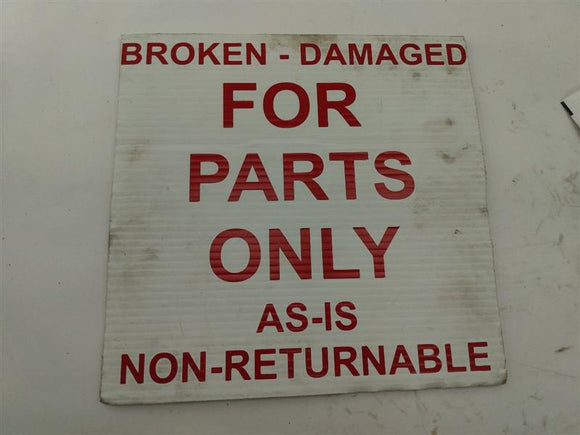 BROKEN - DAMAGED
FOR
PARTS
ONLY
AS-IS
NON-RETURNABLE